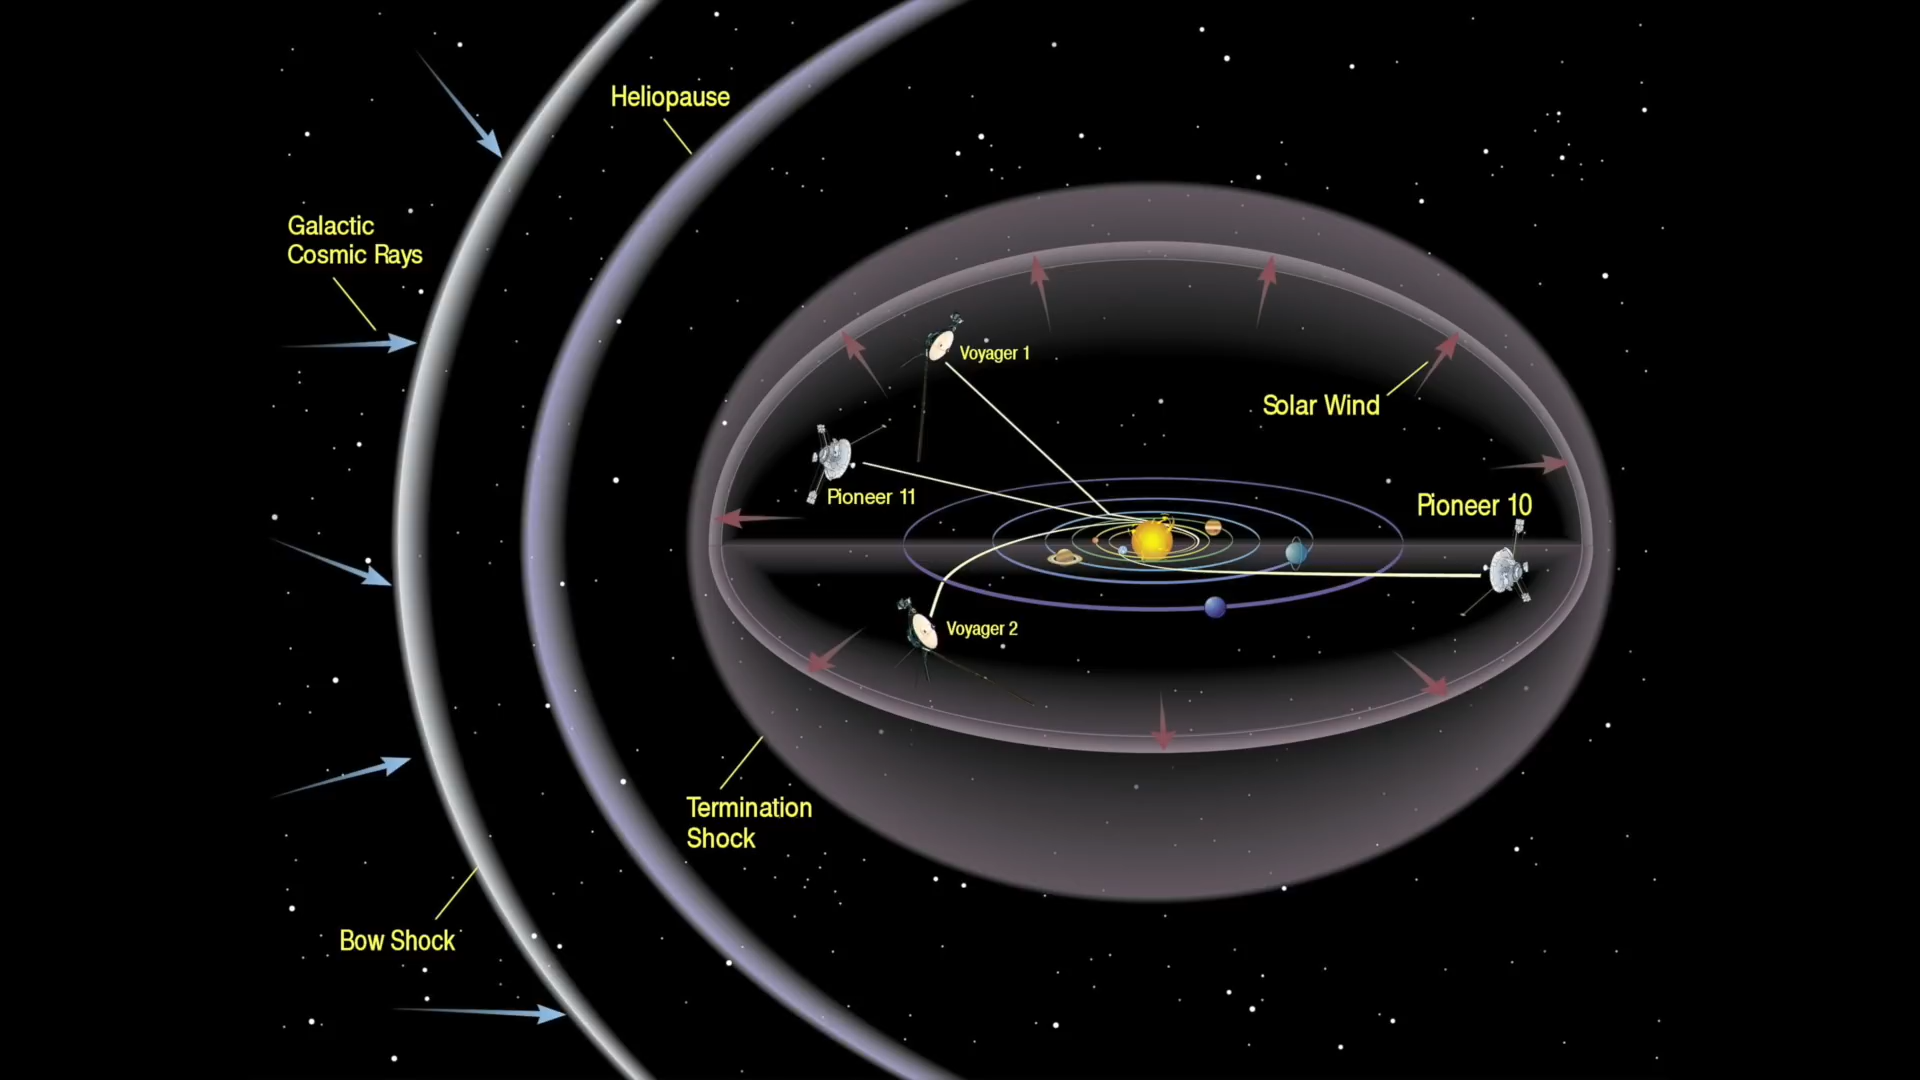 Heliopause
Galactic
Cosmic Rays
Voyager 1
Solar Wind
Pioneer 11
Pioneer 10
Voyager 2
Termination
Shock
Bow Shock